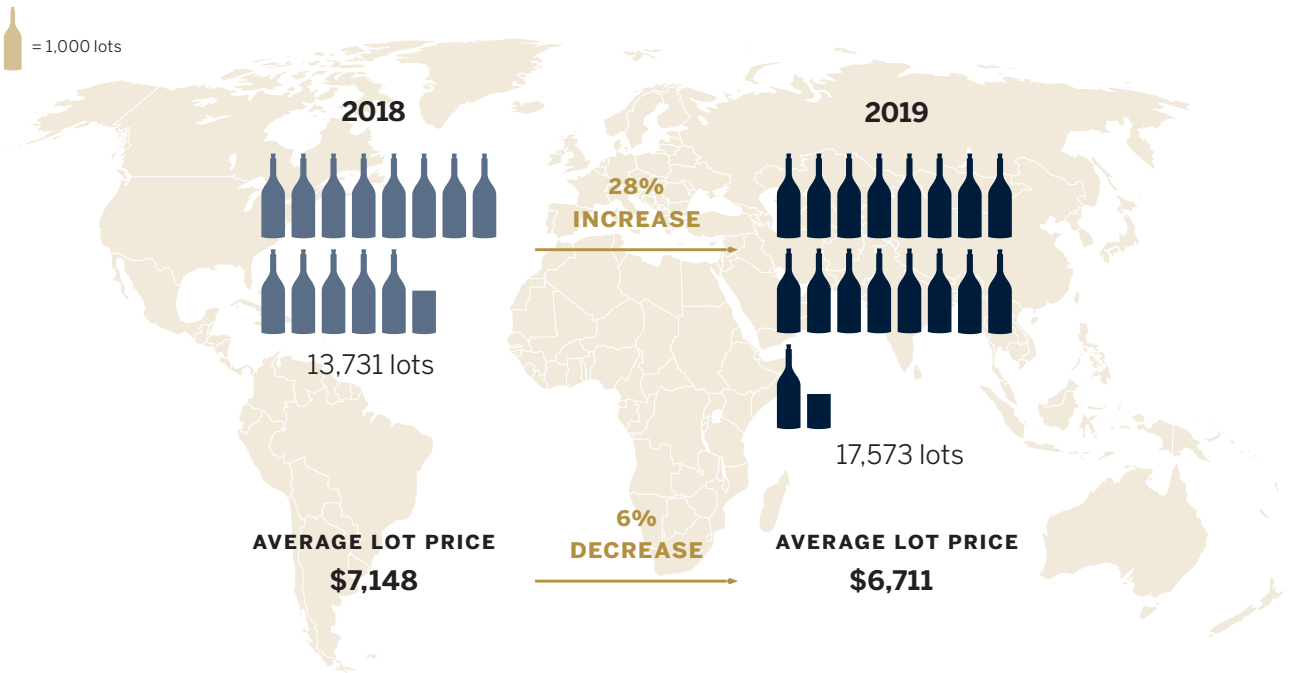 = 1,000 lots
2018
2019
28%
INCREASE
13,731 lots
17,573 lots
6%
DECREASE
AVERAGE LOT PRICE
$7,148
AVERAGE LOT PRICE
$6,711